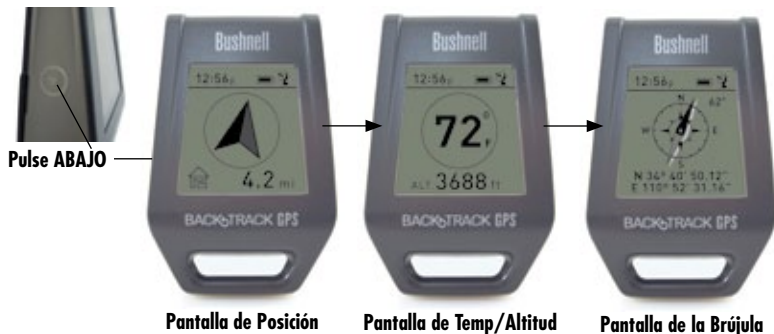 Bushnell
12:56p
4.2 mi
BACKTRACK GPS
Bushnell
12:56p
72°F
ALT 3688 ft
BACKTRACK GPS
Bushnell
12:56p
N
62°
W
E
S
N 34° 40' 50.12"
E 110° 52' 31.16"
BACKTRACK GPS
Pulse ABAJO
Pantalla de Posición
Pantalla de Temp/Altitud
Pantalla de la Brújula